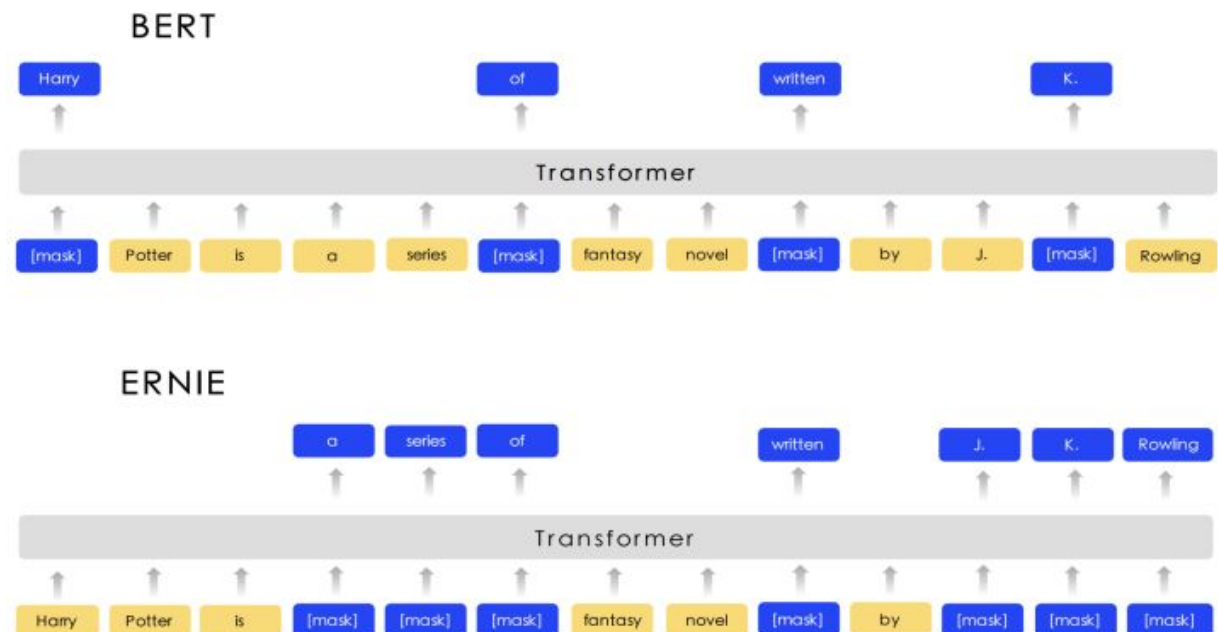 BERT
Harry of written K.
Transformer
[mask] Potter is a series [mask] fantasy novel [mask] by J. [mask] Rowling
ERNIE
a series of written J. K. Rowling
Transformer
Harry Potter is [mask] [mask] [mask] fantasy novel [mask] by [mask] [mask] [mask]